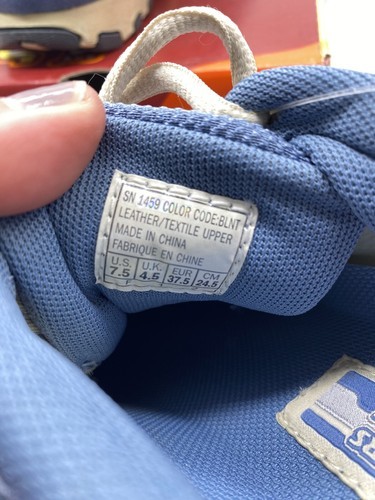 SN 1459 COLOR CODE:BLNT
LEATHER/TEXTILE UPPER
MADE IN CHINA
FABRIQUE EN CHINE
U.S. U.K. EUR CM
7.5 4.5 37.5 24.5
F